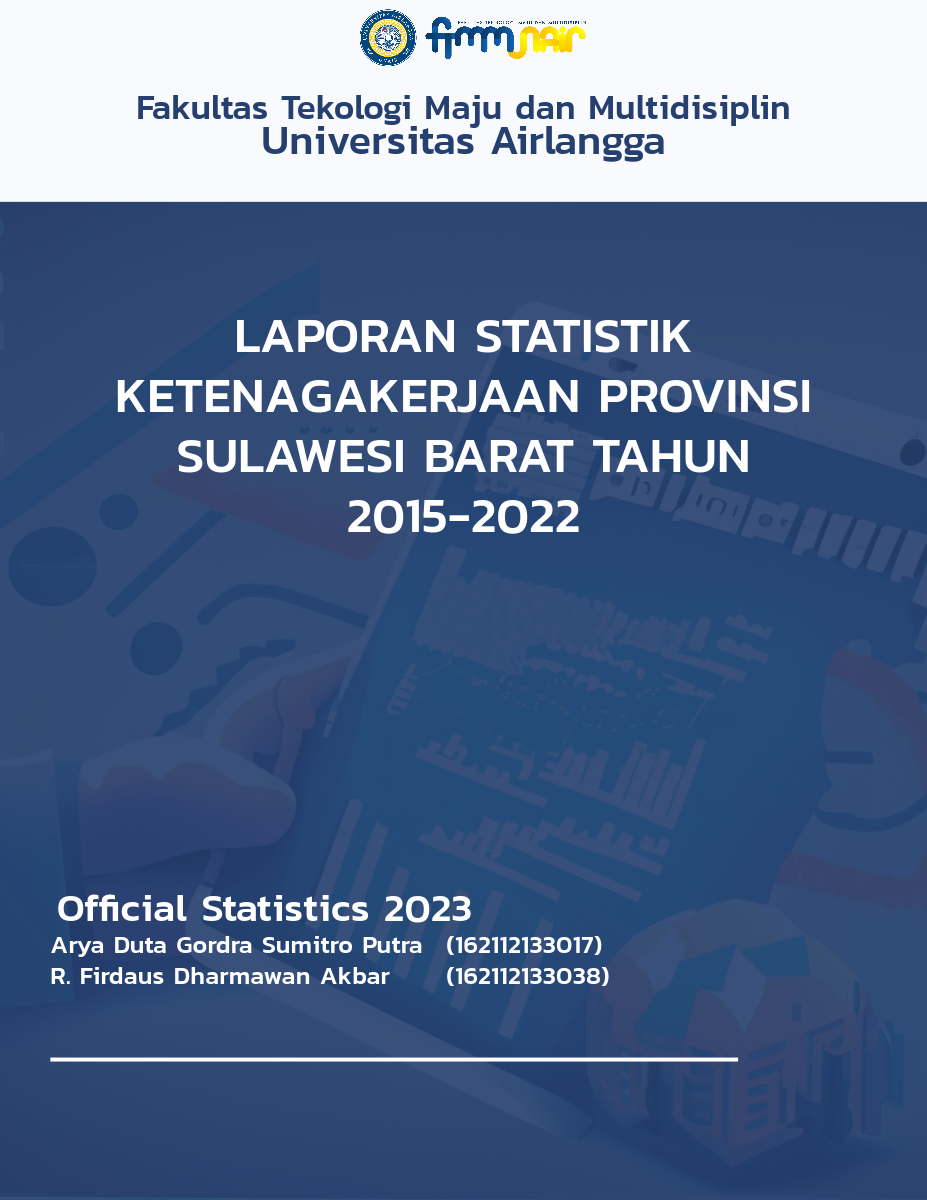 Fakultas Tekologi Maju dan Multidisiplin
Universitas Airlangga
LAPORAN STATISTIK
KETENAGAKERJAAN PROVINSI
SULAWESI BARAT TAHUN
2015-2022
Official Statistics 2023
Arya Duta Gordra Sumitro Putra (162112133017)
R. Firdaus Dharmawan Akbar (162112133038)